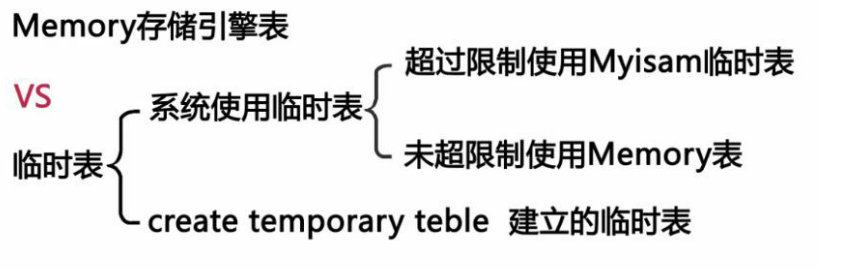 Memory存储引擎表
VS
临时表
系统使用临时表
超过限制使用Myisam临时表
未超限制使用Memory表
create temporary teble 建立的临时表